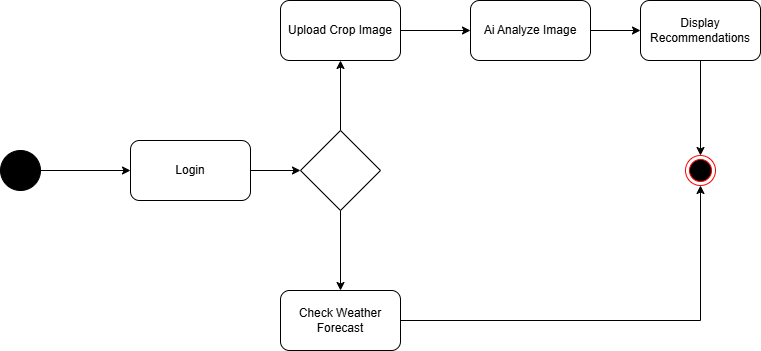 Upload Crop Image
Ai Analyze Image
Display
Recommendations
Login
Check Weather
Forecast